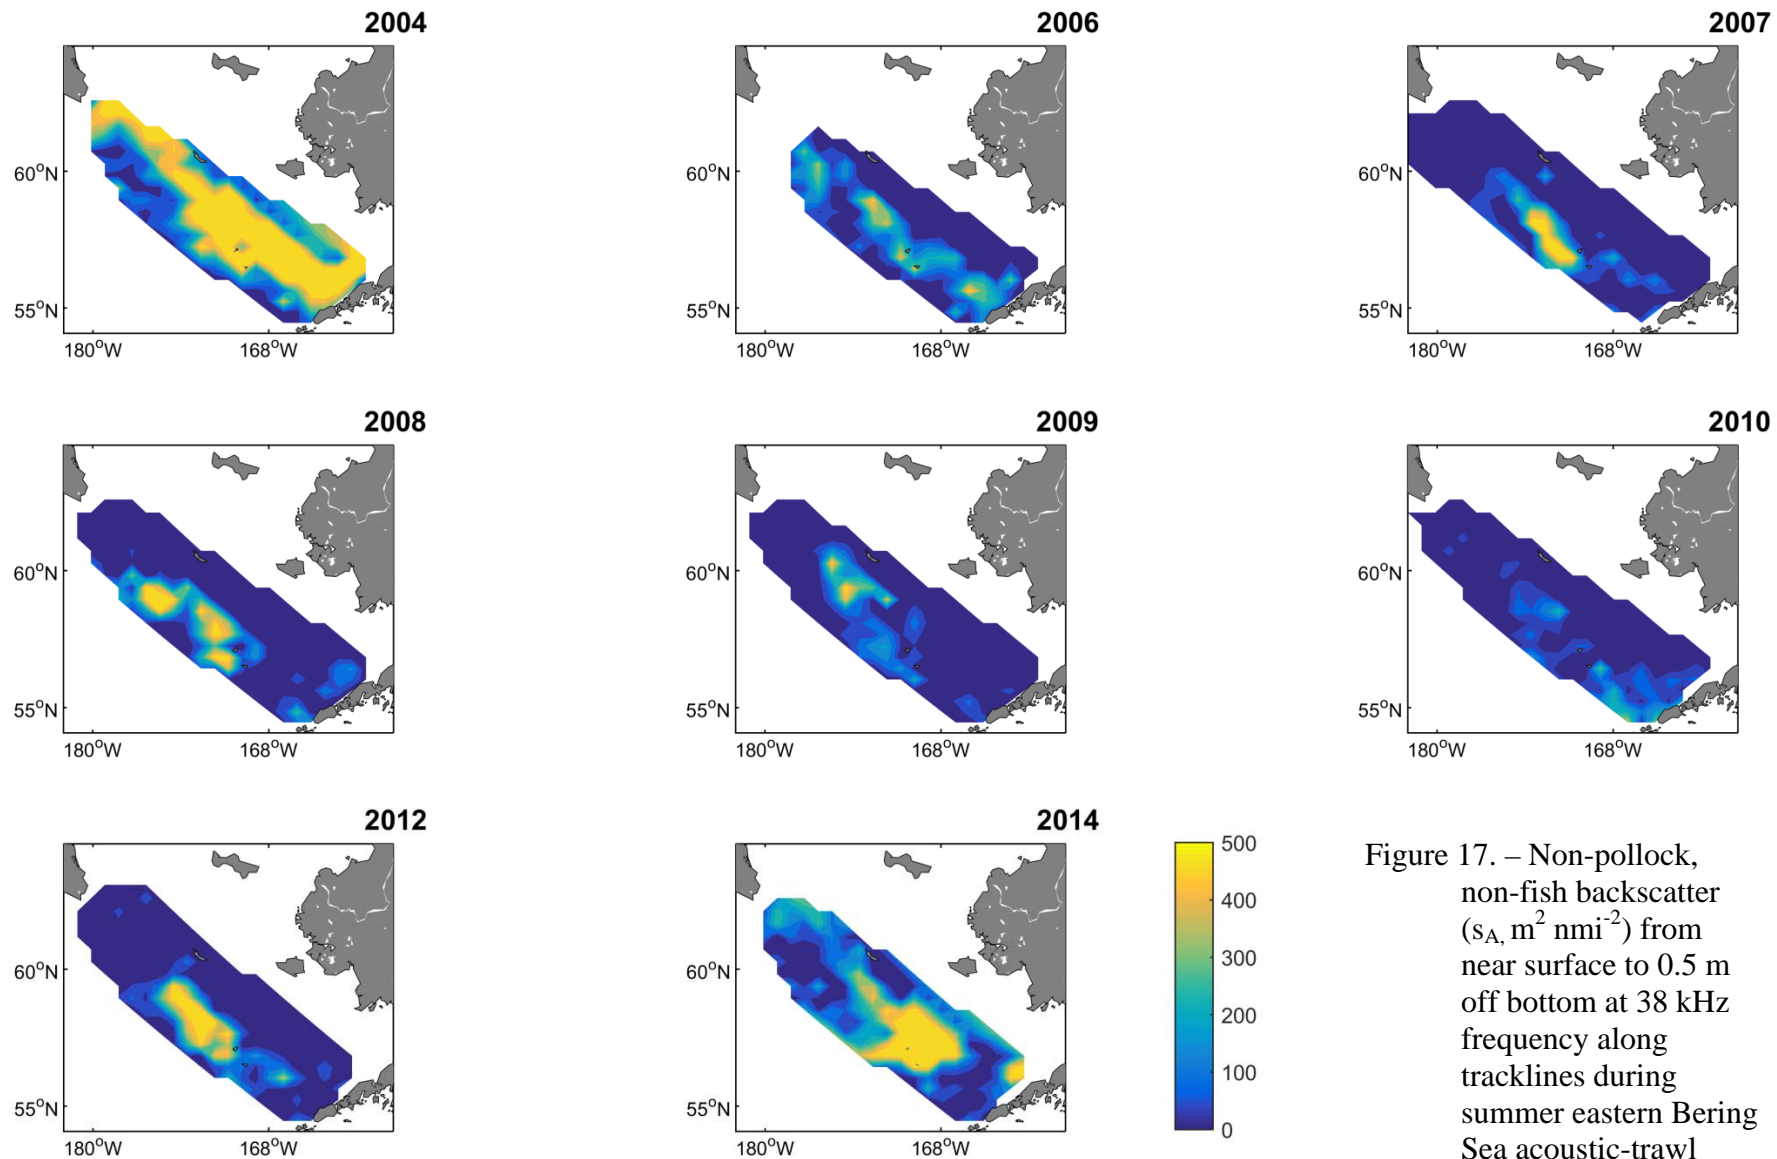 2004
60°N
55°N
180°W 168°W
2006
60°N
55°N
180°W 168°W
2007
60°N
55°N
180°W 168°W
2008
60°N
55°N
180°W 168°W
2009
60°N
55°N
180°W 168°W
2010
60°N
55°N
180°W 168°W
2012
60°N
55°N
180°W 168°W
2014
60°N
55°N
180°W 168°W
500
400
300
200
100
0
Figure 17. – Non-pollock,
non-fish backscatter
(s_A, m² nmi⁻²) from
near surface to 0.5 m
off bottom at 38 kHz
frequency along
tracklines during
summer eastern Bering
Sea acoustic-trawl